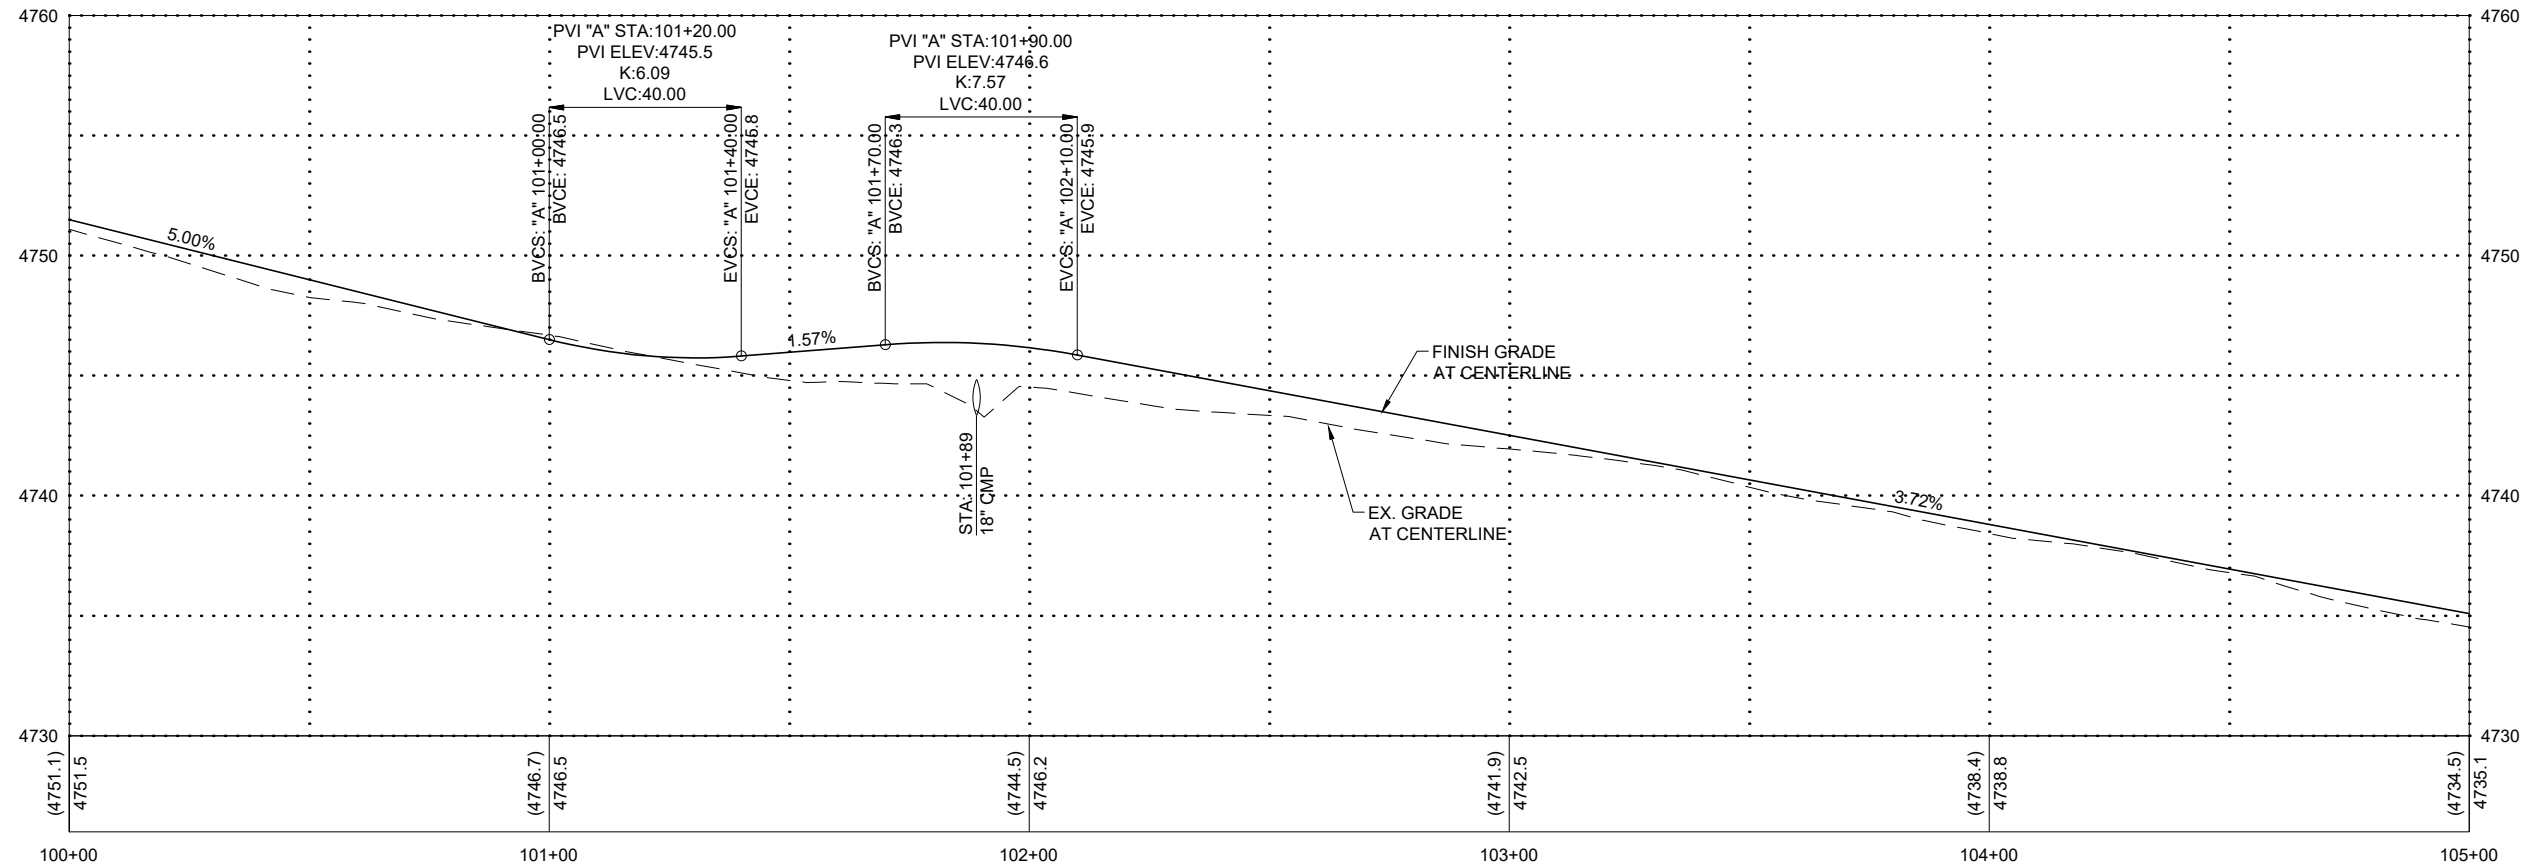 4760
4760
PVI "A" STA:101+20.00
PVI ELEV:4745.5
K:6.09
LVC:40.00
PVI "A" STA:101+90.00
PVI ELEV:4746.6
K:7.57
LVC:40.00
BVCS: "A" 101+00.00
BVCE: 4746.5
EVCS: "A" 101+40.00
EVCE: 4745.8
BVCS: "A" 101+70.00
BVCE: 4746.3
EVCS: "A" 102+10.00
EVCE: 4745.9
5.00%
4750
4750
1.57%
FINISH GRADE
AT CENTERLINE
STA: 101+89
18" CMP
EX. GRADE
AT CENTERLINE
3.72%
4740
4740
4730
4730
(4751.1)
4751.5
(4746.7)
4746.5
(4744.5)
4746.2
(4741.9)
4742.5
(4738.4)
4738.8
(4734.5)
4735.1
100+00
101+00
102+00
103+00
104+00
105+00